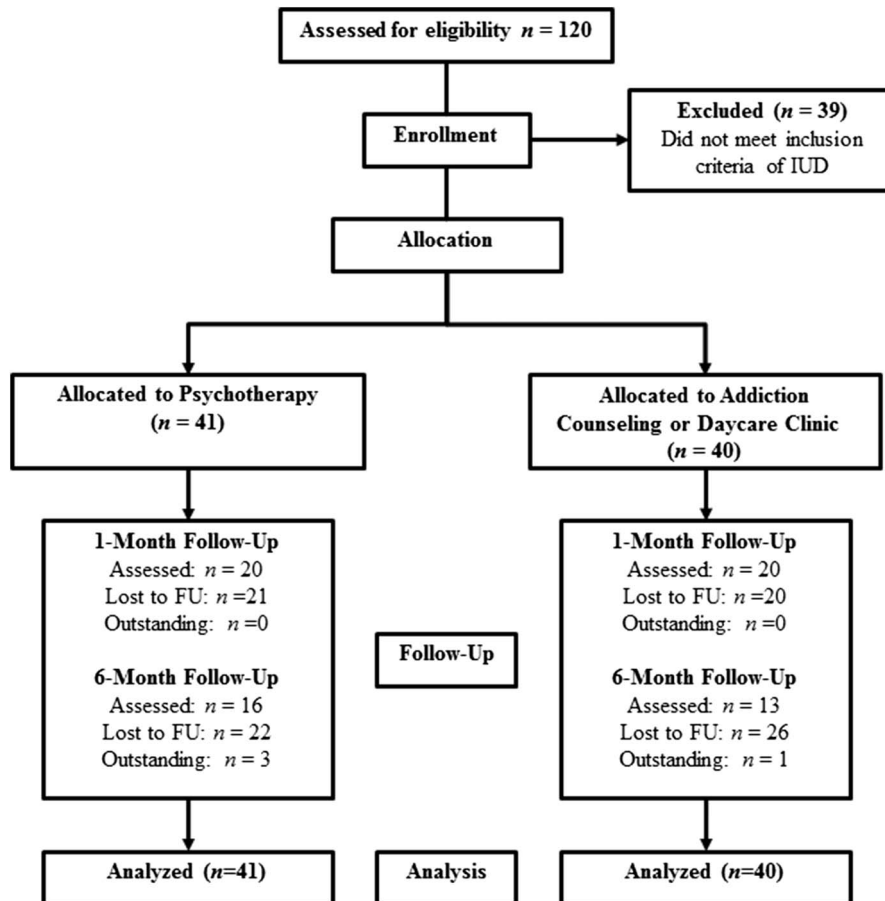 Assessed for eligibility n = 120
Excluded (n = 39)
Did not meet inclusion
criteria of IUD
Enrollment
Allocation
Allocated to Psychotherapy
(n = 41)
Allocated to Addiction
Counseling or Daycare Clinic
(n = 40)
1-Month Follow-Up
Assessed: n = 20
Lost to FU: n =21
Outstanding: n =0
6-Month Follow-Up
Assessed: n = 16
Lost to FU: n = 22
Outstanding: n = 3
Follow-Up
1-Month Follow-Up
Assessed: n = 20
Lost to FU: n =20
Outstanding: n =0
6-Month Follow-Up
Assessed: n = 13
Lost to FU: n = 26
Outstanding: n = 1
Analyzed (n=41)
Analysis
Analyzed (n=40)